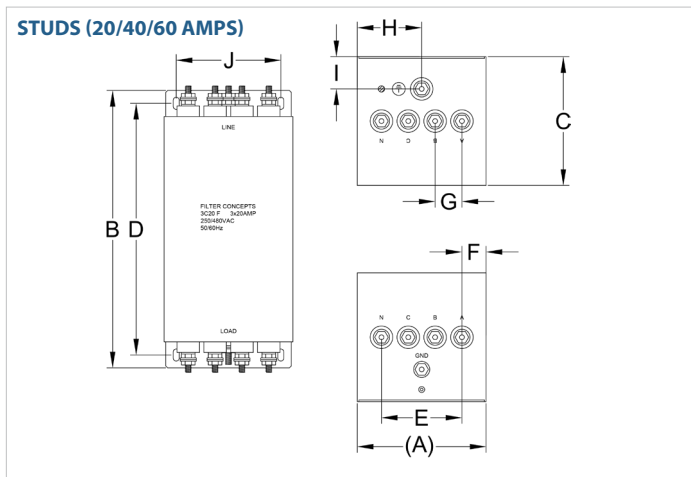 STUDS (20/40/60 AMPS)
J
H
I
C
LINE
N
C
B
A
G
B
D
FILTER CONCEPTS
3C20 F 3x20AMP
250/480VAC
50/60Hz
F
N C B A
LOAD
GND
E
(A)